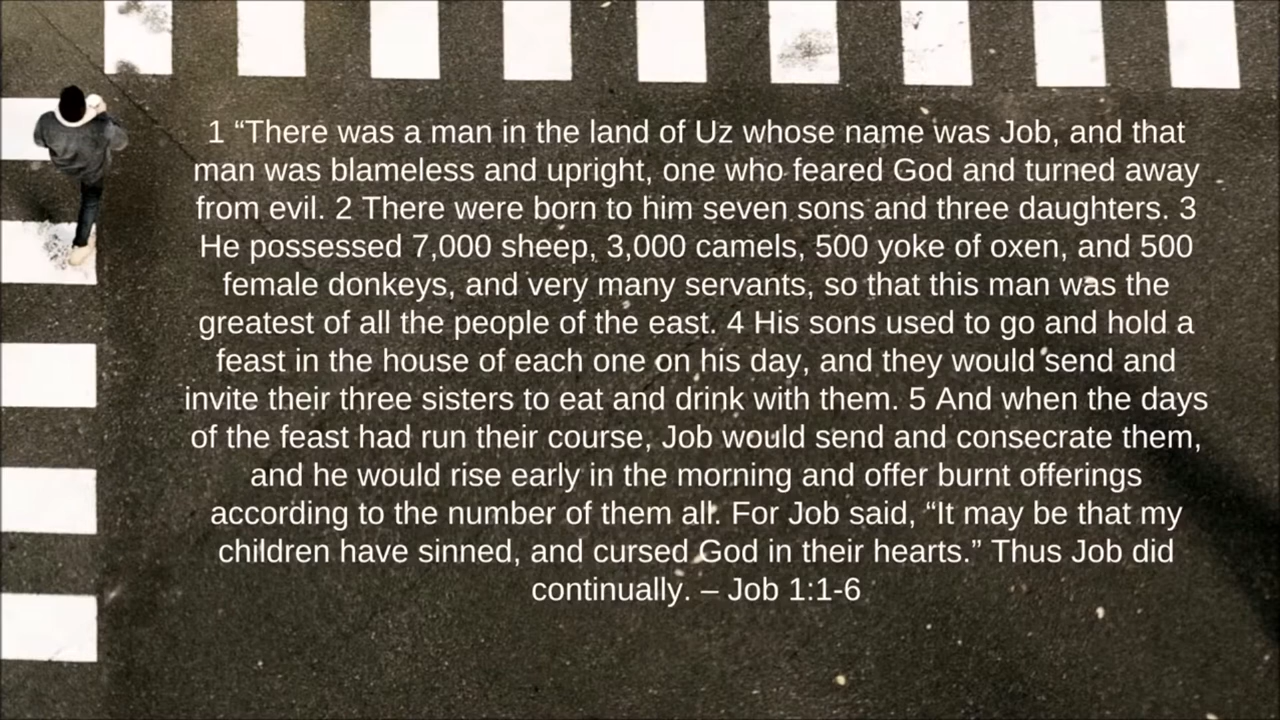 1 “There was a man in the land of Uz whose name was Job, and that
man was blameless and upright, one who feared God and turned away
from evil. 2 There were born to him seven sons and three daughters. 3
He possessed 7,000 sheep, 3,000 camels, 500 yoke of oxen, and 500
female donkeys, and very many servants, so that this man was the
greatest of all the people of the east. 4 His sons used to go and hold a
feast in the house of each one on his day, and they would send and
invite their three sisters to eat and drink with them. 5 And when the days
of the feast had run their course, Job would send and consecrate them,
and he would rise early in the morning and offer burnt offerings
according to the number of them all. For Job said, “It may be that my
children have sinned, and cursed God in their hearts.” Thus Job did
continually. – Job 1:1-6